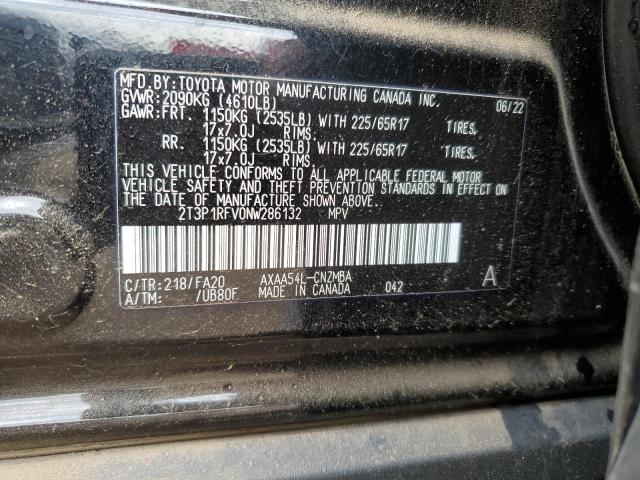 MFD. BY: TOYOTA MOTOR MANUFACTURING CANADA INC.
GVWR: 2090KG (4610LB) 06/22
GAWR: FRT. 1150KG (2535LB) WITH 225/65R17 TIRES.
17x7.0J RIMS.
RR. 1150KG (2535LB) WITH 225/65R17 TIRES.
17x7.0J RIMS.
THIS VEHICLE CONFORMS TO ALL APPLICABLE FEDERAL MOTOR
VEHICLE SAFETY AND THEFT PREVENTION STANDARDS IN EFFECT ON
THE DATE OF MANUFACTURE SHOWN ABOVE.
2T3P1RFV0NW286132 MPV
C/TR: 218/FA20 AXAA54L-CNZMBA 042 A
A/TM: /UB80F MADE IN CANADA